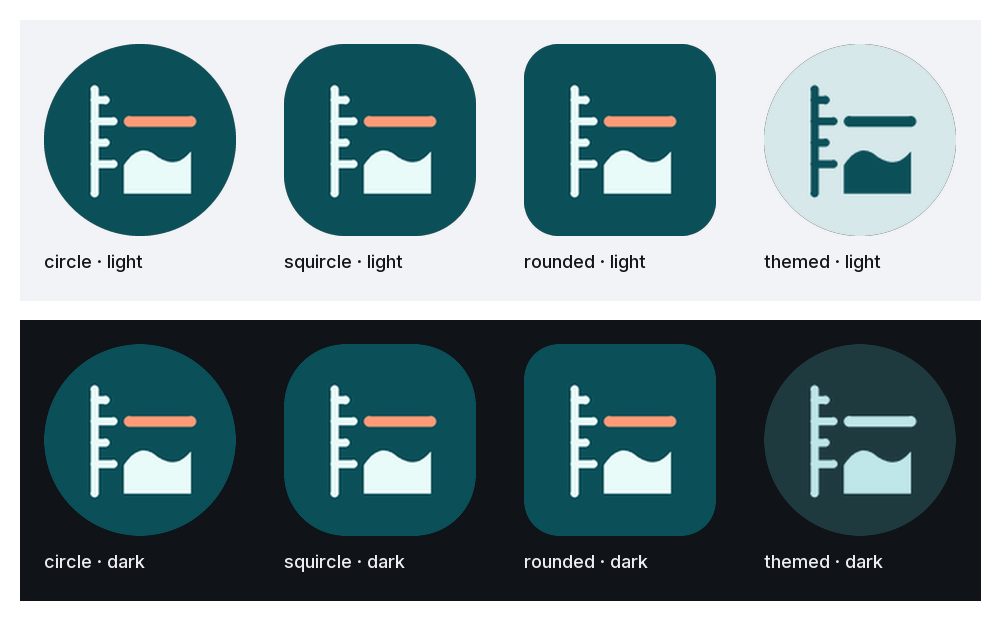 circle · light
squircle · light
rounded · light
themed · light
circle · dark
squircle · dark
rounded · dark
themed · dark